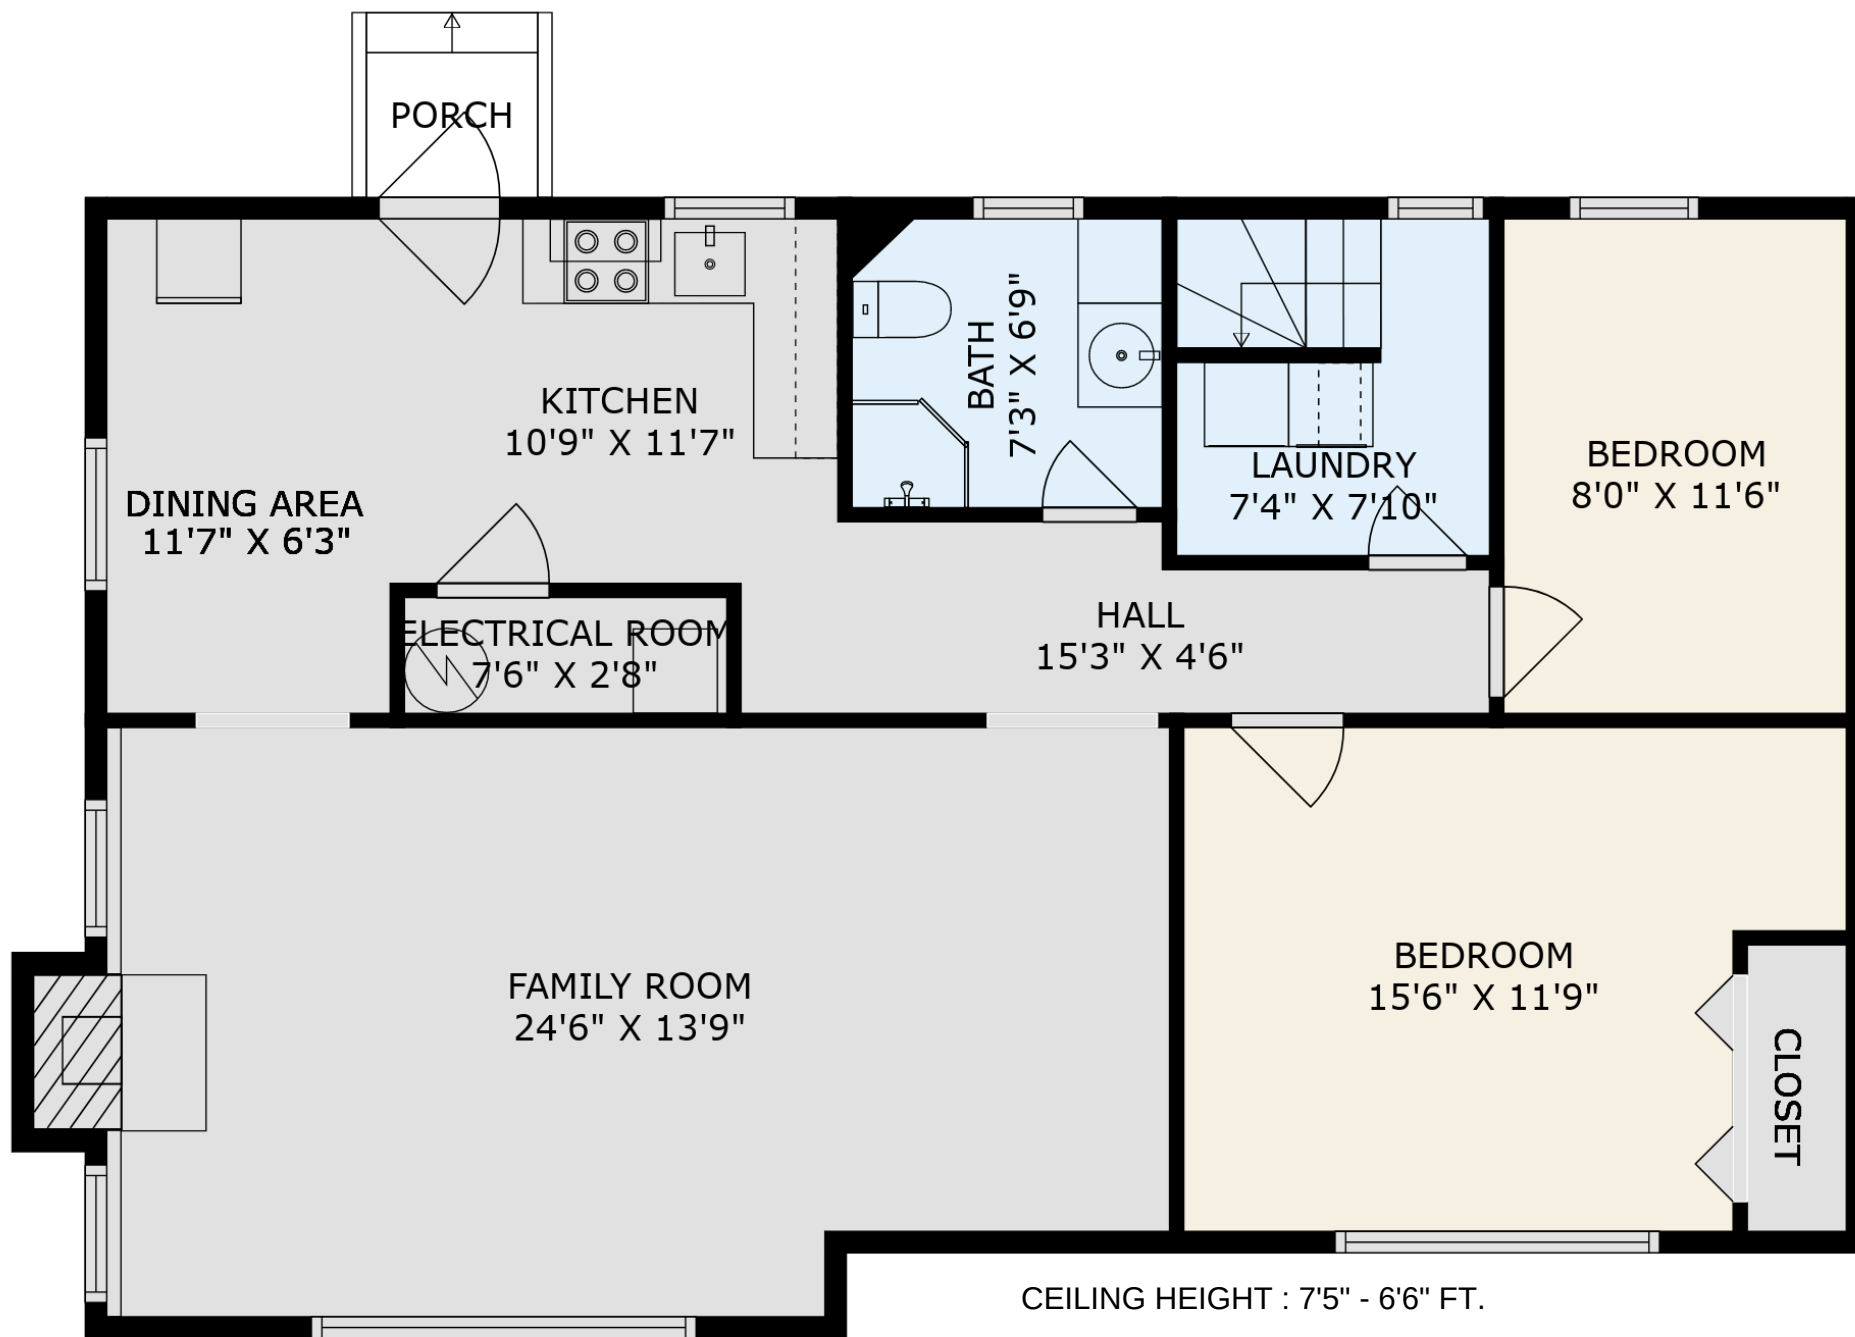 PORCH
KITCHEN
10'9" X 11'7"
DINING AREA
11'7" X 6'3"
BATH
7'3" X 6'9"
LAUNDRY
7'4" X 7'10"
BEDROOM
8'0" X 11'6"
ELECTRICAL ROOM
7'6" X 2'8"
HALL
15'3" X 4'6"
FAMILY ROOM
24'6" X 13'9"
BEDROOM
15'6" X 11'9"
CLOSET
CEILING HEIGHT : 7'5" - 6'6" FT.